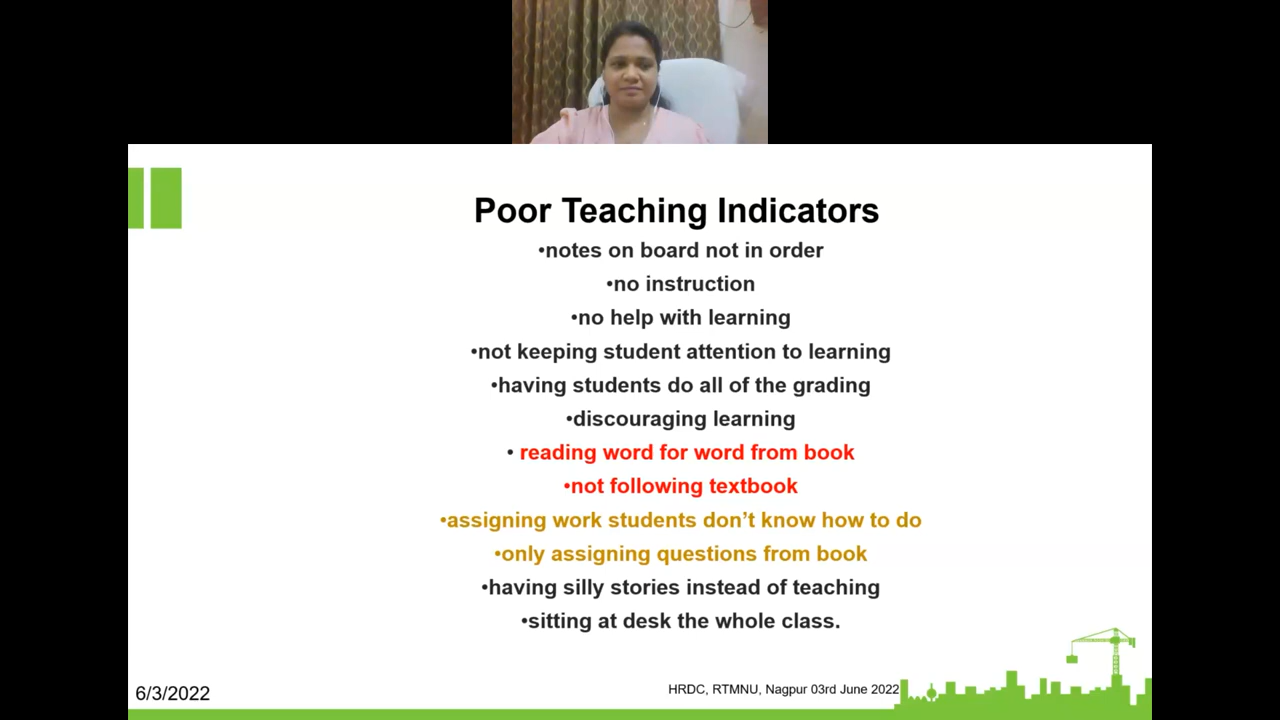 Poor Teaching Indicators
•notes on board not in order
•no instruction
•no help with learning
•not keeping student attention to learning
•having students do all of the grading
•discouraging learning
• reading word for word from book
•not following textbook
•assigning work students don’t know how to do
•only assigning questions from book
•having silly stories instead of teaching
•sitting at desk the whole class.
6/3/2022
HRDC, RTMNU, Nagpur 03rd June 2022